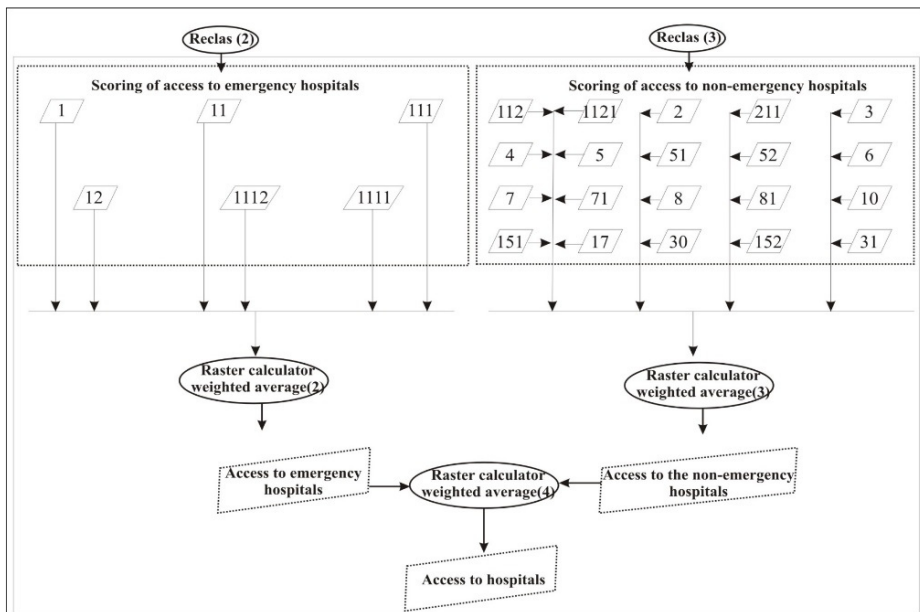 Reclas (2)
Reclas (3)
Scoring of access to emergency hospitals
1 11 111
12 1112 1111
Scoring of access to non-emergency hospitals
112 1121 2 211 3
4 5 51 52 6
7 71 8 81 10
151 17 30 152 31
Raster calculator
weighted average(2)
Raster calculator
weighted average(3)
Access to emergency
hospitals
Raster calculator
weighted average(4)
Access to the non-emergency
hospitals
Access to hospitals